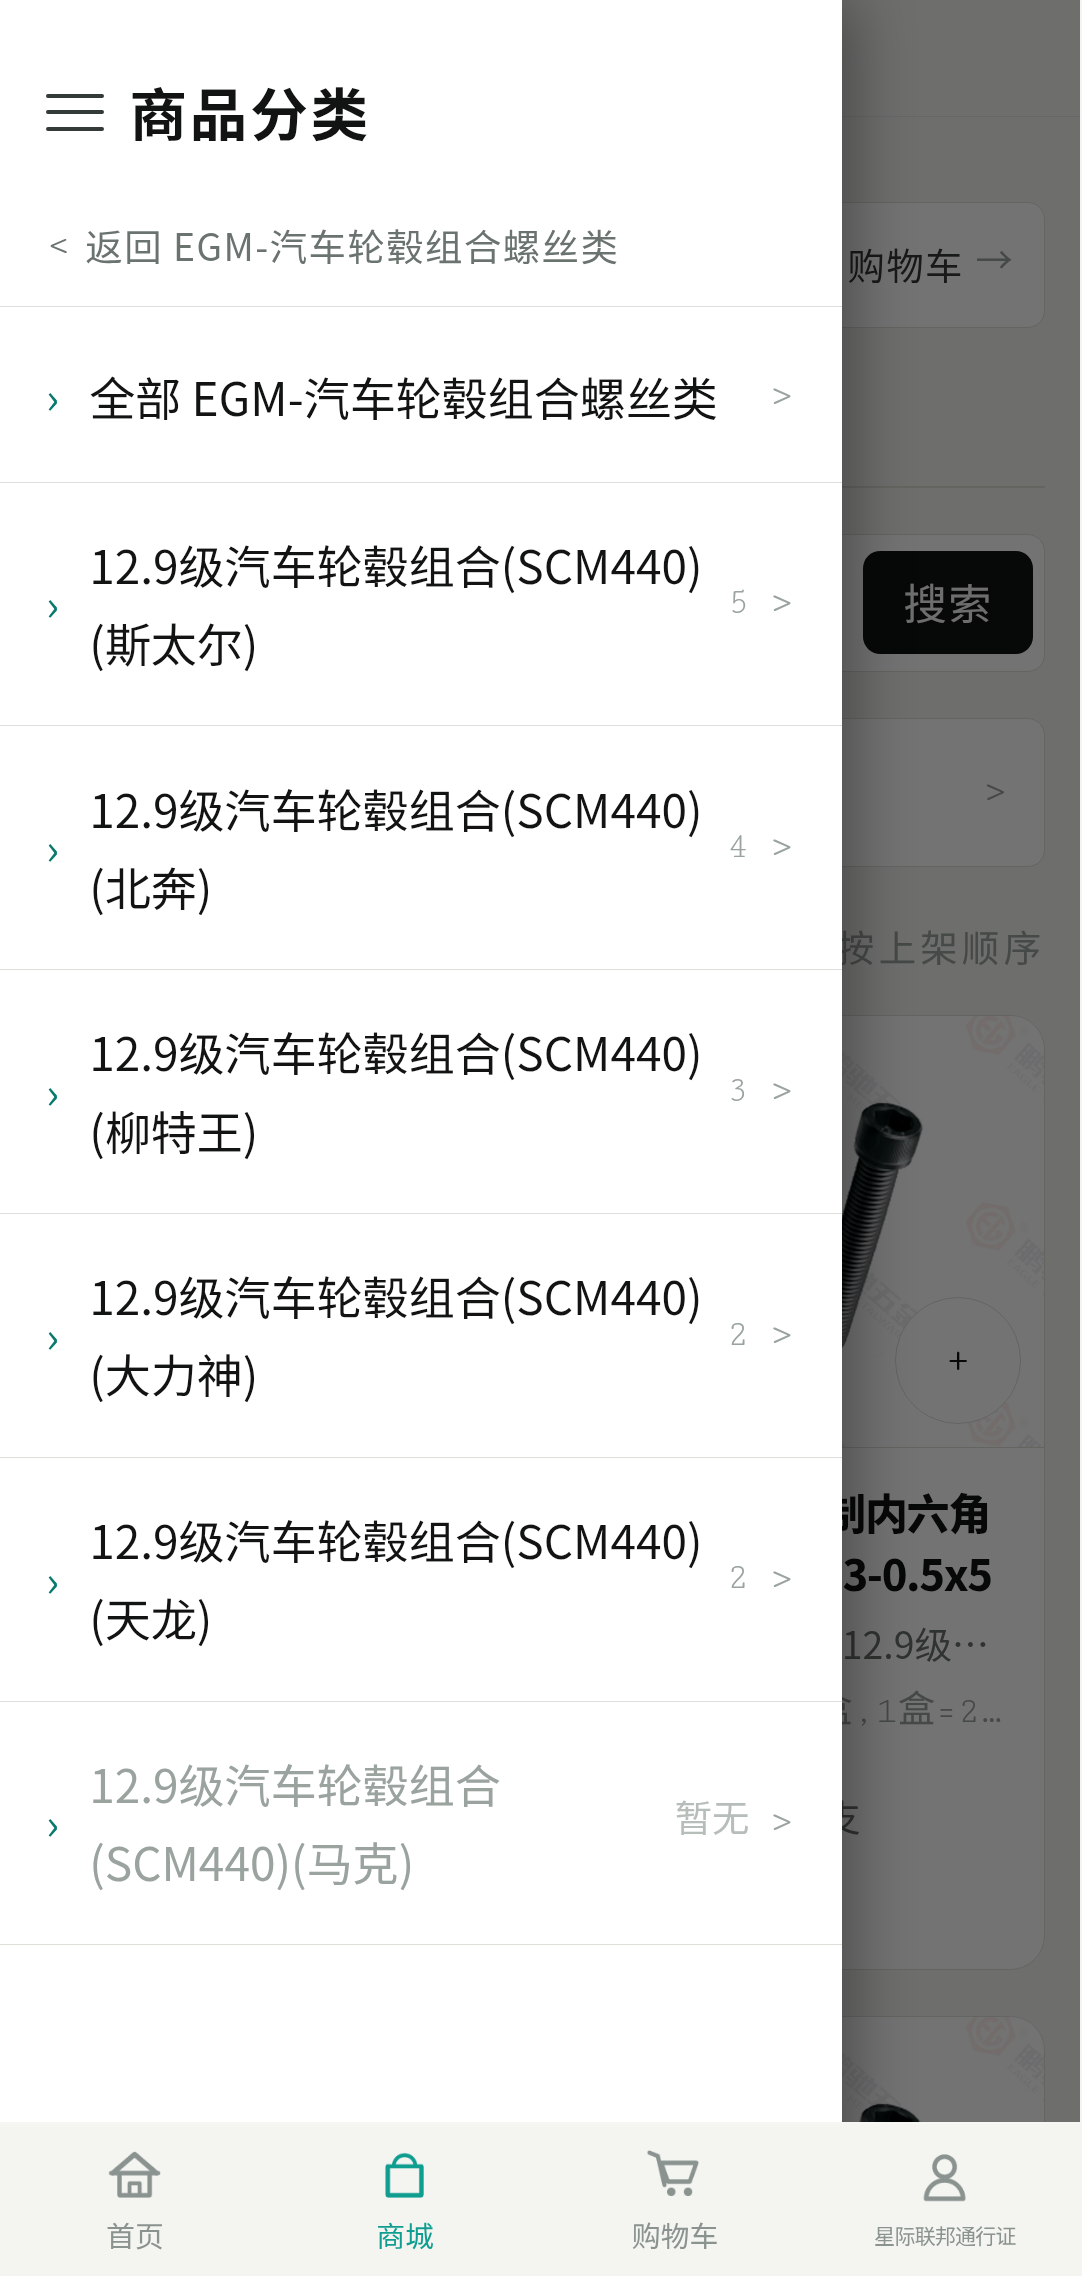 商品分类
< 返回 EGM-汽车轮毂组合螺丝类
购物车 →
› 全部 EGM-汽车轮毂组合螺丝类 >
› 12.9级汽车轮毂组合(SCM440)
(斯太尔) 5 >
搜索
› 12.9级汽车轮毂组合(SCM440)
(北奔) 4 >
>
按上架顺序
› 12.9级汽车轮毂组合(SCM440)
(柳特王) 3 >
› 12.9级汽车轮毂组合(SCM440)
(大力神) 2 >
+
› 12.9级汽车轮毂组合(SCM440)
(天龙) 2 >
制内六角
3-0.5x5
12.9级…
盒,1盒=2…
› 12.9级汽车轮毂组合
(SCM440)(马克) 暂无 >
支
首页
商城
购物车
星际联邦通行证